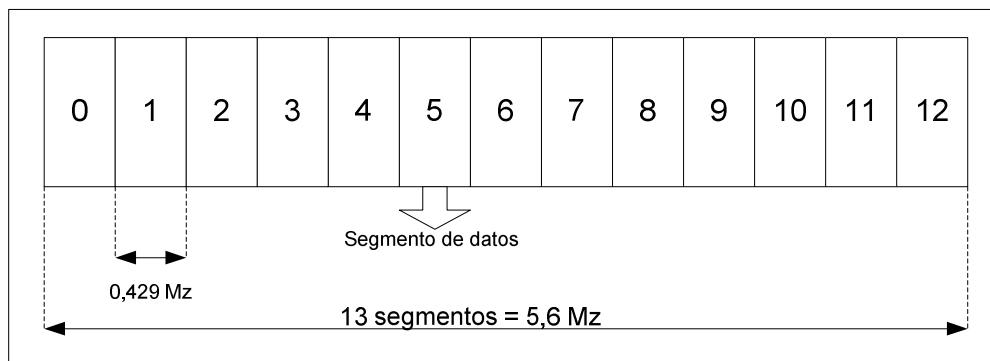 0 1 2 3 4 5 6 7 8 9 10 11 12
Segmento de datos
0,429 Mz
13 segmentos = 5,6 Mz